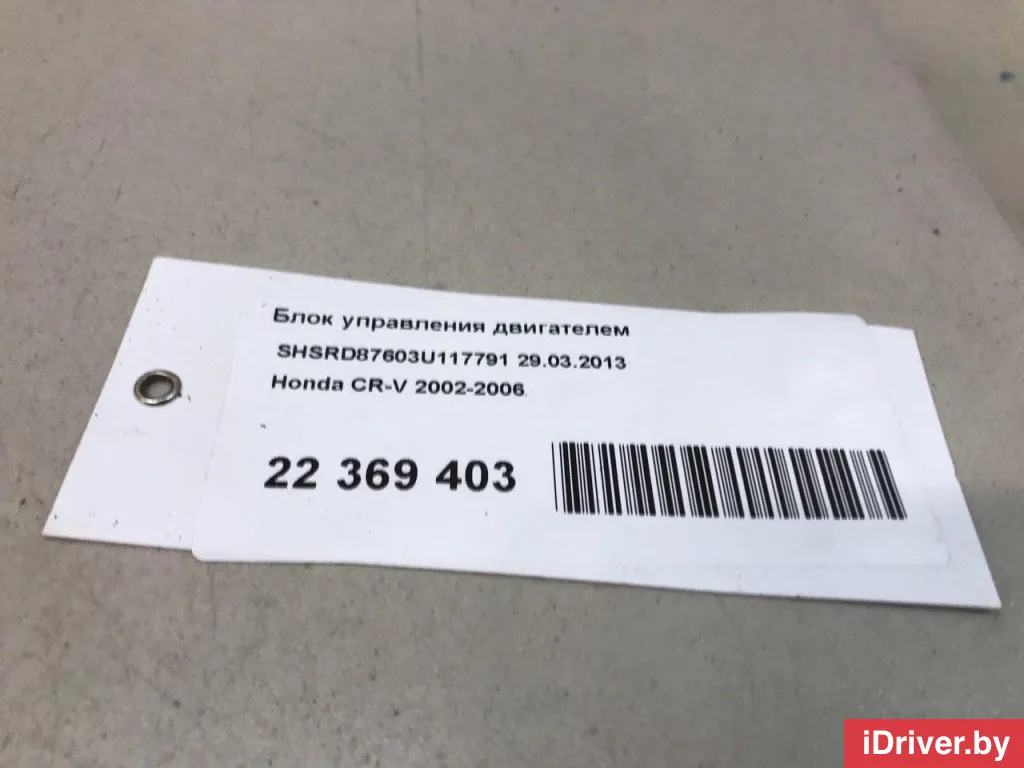 Блок управления двигателем
SHSRD87603U117791 29.03.2013
Honda CR-V 2002-2006
22 369 403
iDriver.by